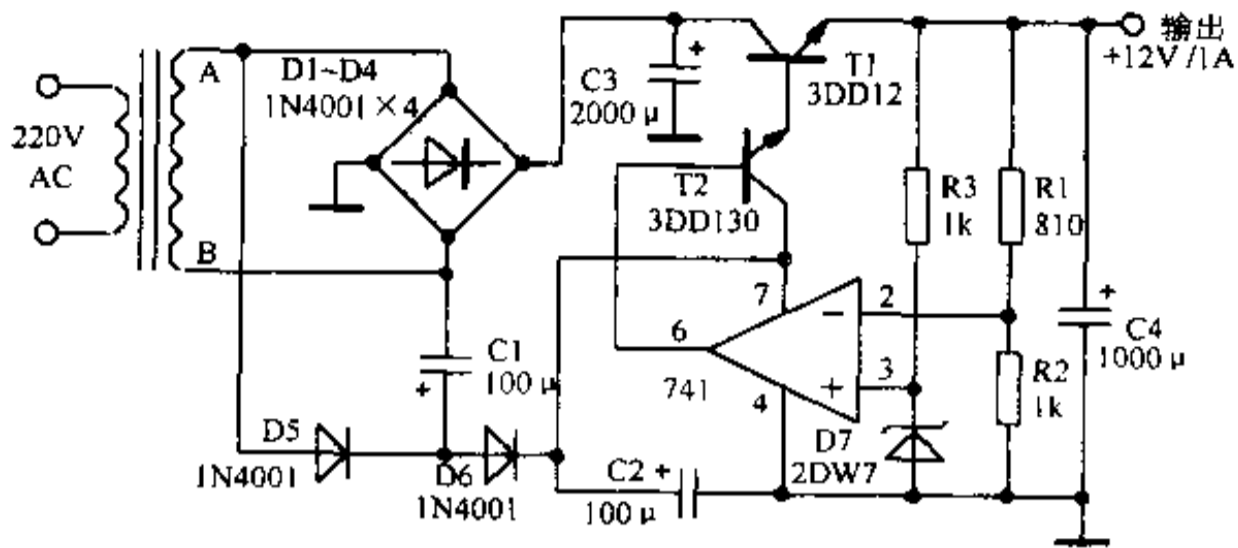 输出
+12V/1A
A
D1~D4
1N4001×4
C3
2000μ
+
T1
3DD12
220V
AC
T2
3DD130
R3
1k
R1
810
B
7
2
−
6
741
C1
100μ
+
3
+
4
C4
1000μ
+
R2
1k
D5
1N4001
D6
1N4001
C2
+
100μ
D7
2DW7